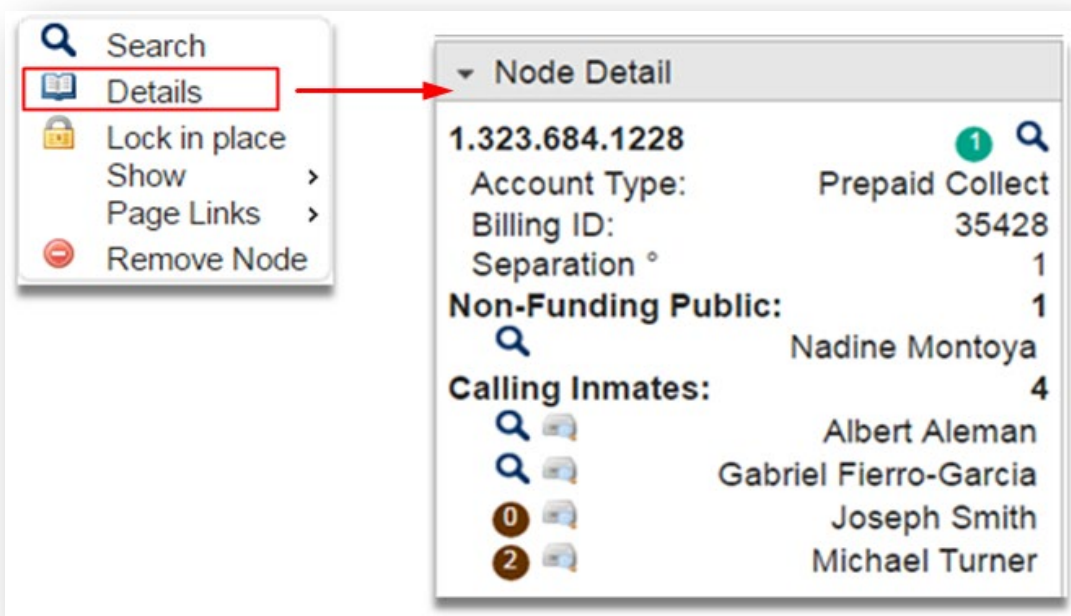 Search
Details
Lock in place
Show >
Page Links >
Remove Node
Node Detail
1.323.684.1228 1
Account Type: Prepaid Collect
Billing ID: 35428
Separation ° 1
Non-Funding Public: 1
Nadine Montoya
Calling Inmates: 4
Albert Aleman
Gabriel Fierro-Garcia
0 Joseph Smith
2 Michael Turner